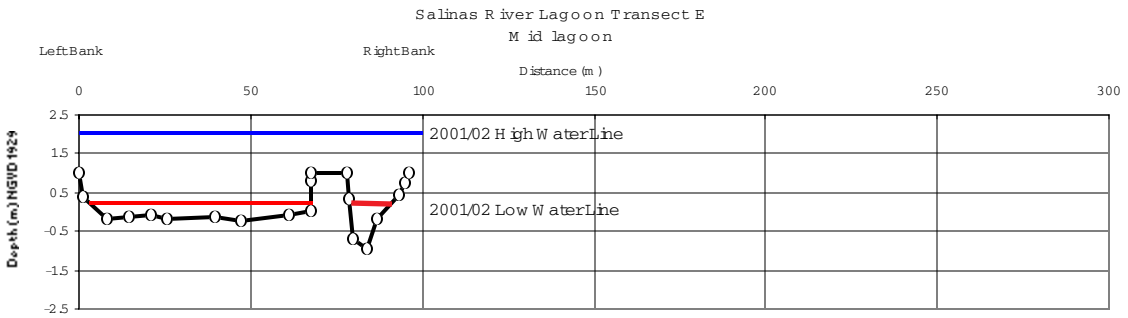 Salinas River Lagoon Transect E
Mid lagoon
Left Bank Right Bank
Distance (m)
0 50 100 150 200 250 300
2.5
1.5
0.5
-0.5
-1.5
-2.5
Depth (m) NGVD 1929
2001/02 High Water Line
2001/02 Low Water Line